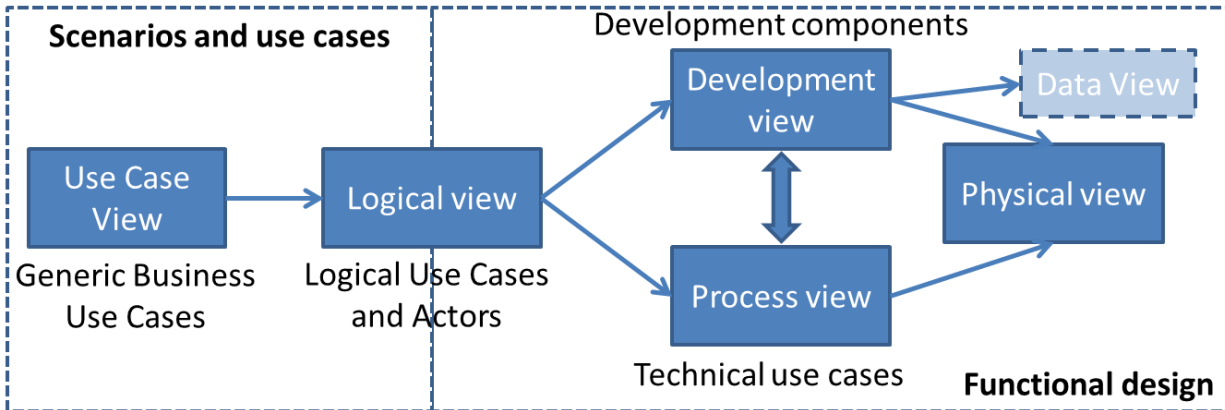 Scenarios and use cases
Use Case
View
Generic Business
Use Cases
Logical view
Logical Use Cases
and Actors
Development components
Development
view
Data View
Physical view
Process view
Technical use cases
Functional design